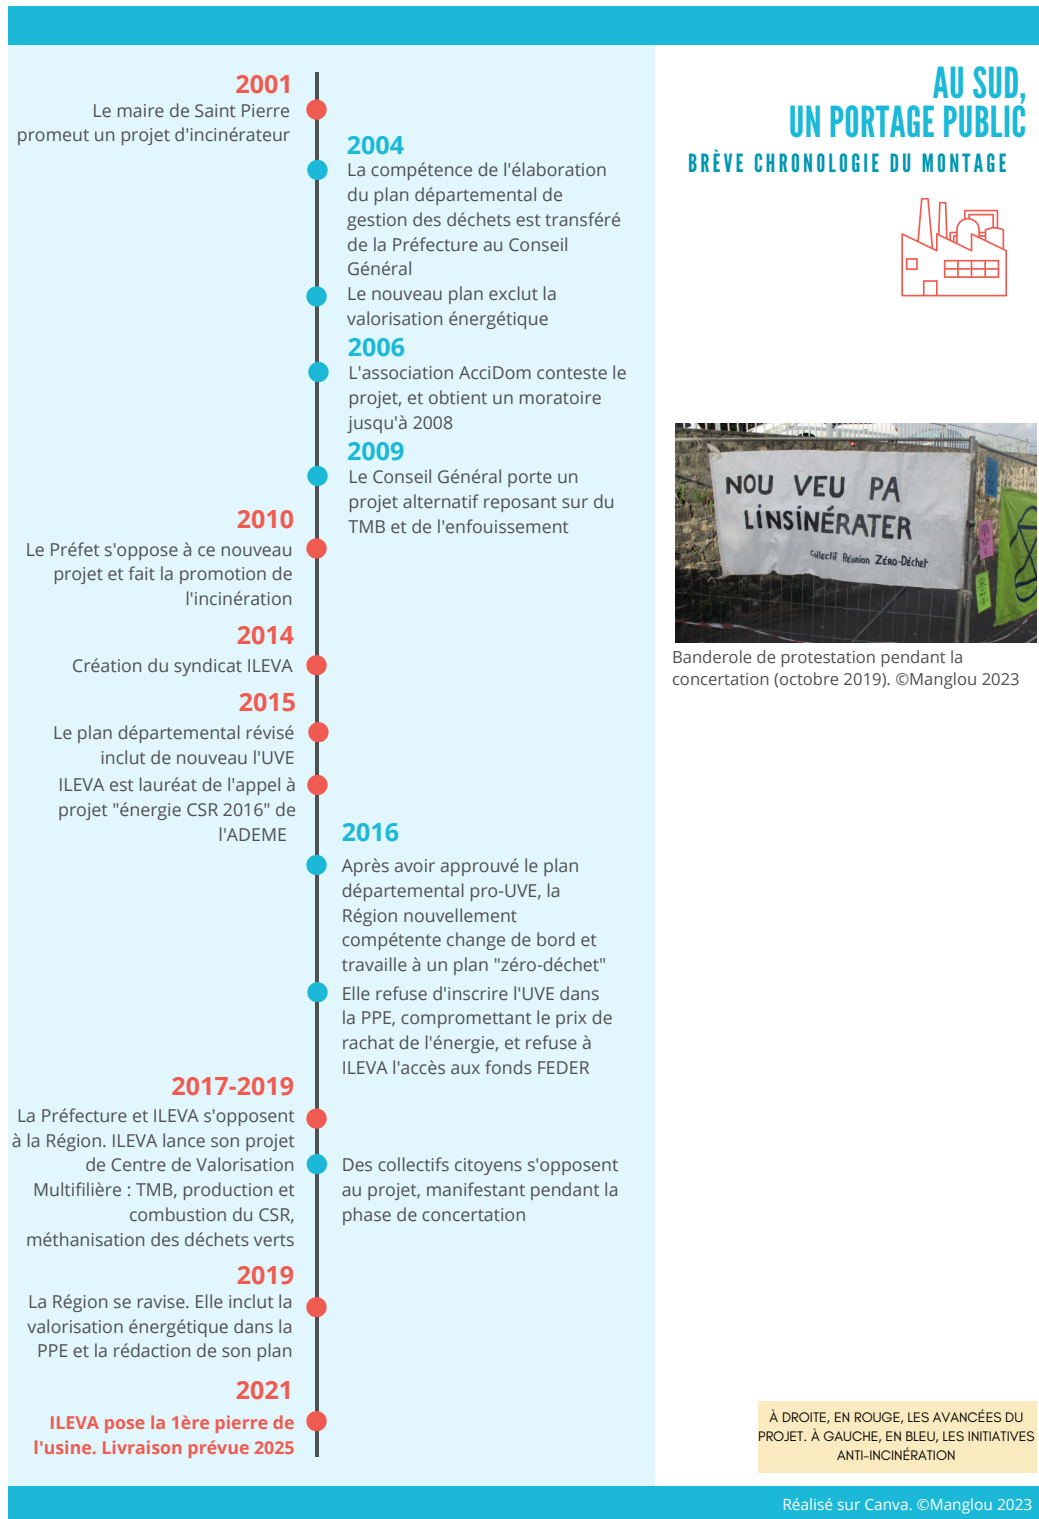 AU SUD,
UN PORTAGE PUBLIC
BRÈVE CHRONOLOGIE DU MONTAGE
2001
Le maire de Saint Pierre
promeut un projet d'incinérateur
2004
La compétence de l'élaboration
du plan départemental de
gestion des déchets est transféré
de la Préfecture au Conseil
Général
Le nouveau plan exclut la
valorisation énergétique
2006
L'association AcciDom conteste le
projet, et obtient un moratoire
jusqu'à 2008
2009
Le Conseil Général porte un
projet alternatif reposant sur du
TMB et de l'enfouissement
2010
Le Préfet s'oppose à ce nouveau
projet et fait la promotion de
l'incinération
2014
Création du syndicat ILEVA
2015
Le plan départemental révisé
inclut de nouveau l'UVE
ILEVA est lauréat de l'appel à
projet "énergie CSR 2016" de
l'ADEME
2016
Après avoir approuvé le plan
départemental pro-UVE, la
Région nouvellement
compétente change de bord et
travaille à un plan "zéro-déchet"
Elle refuse d'inscrire l'UVE dans
la PPE, compromettant le prix de
rachat de l'énergie, et refuse à
ILEVA l'accès aux fonds FEDER
2017-2019
La Préfecture et ILEVA s'opposent
à la Région. ILEVA lance son projet
de Centre de Valorisation
Multifilière : TMB, production et
combustion du CSR,
méthanisation des déchets verts
Des collectifs citoyens s'opposent
au projet, manifestant pendant la
phase de concertation
2019
La Région se ravise. Elle inclut la
valorisation énergétique dans la
PPE et la rédaction de son plan
2021
ILEVA pose la 1ère pierre de
l'usine. Livraison prévue 2025
NOU VEU PA
LINSINÉRATER
Collectif Réunion Zéro-Déchet
Banderole de protestation pendant la
concertation (octobre 2019). ©Manglou 2023
À DROITE, EN ROUGE, LES AVANCÉES DU
PROJET. À GAUCHE, EN BLEU, LES INITIATIVES
ANTI-INCINÉRATION
Réalisé sur Canva. ©Manglou 2023